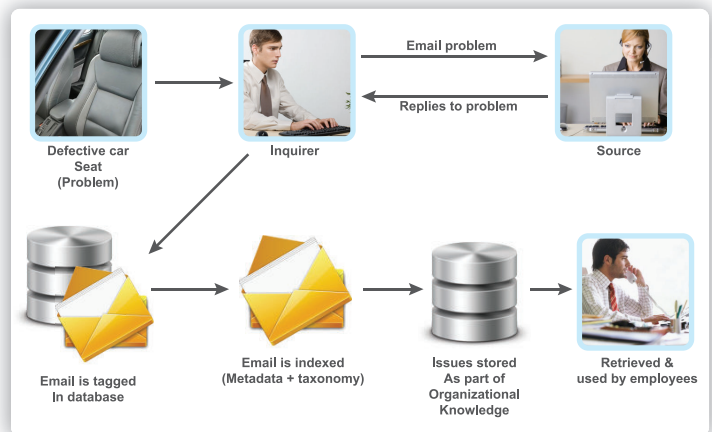 Email problem
Replies to problem
Defective car
Seat
(Problem)
Inquirer
Source
Email is tagged
In database
Email is indexed
(Metadata + taxonomy)
Issues stored
As part of
Organizational
Knowledge
Retrieved &
used by employees